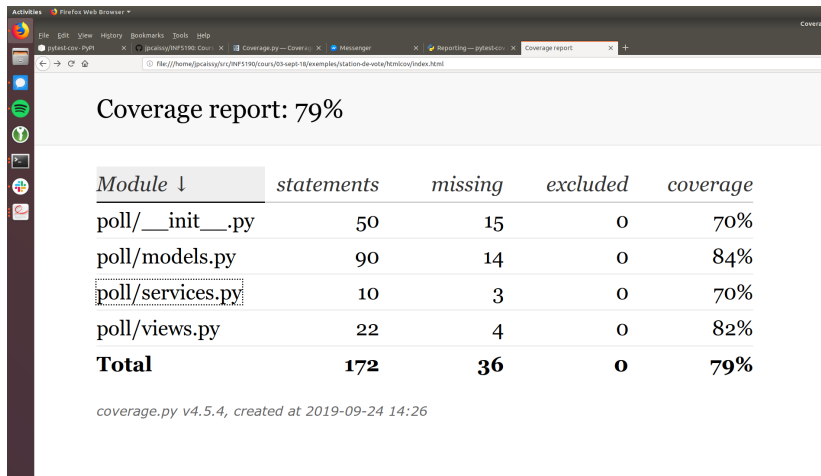 Activities Firefox Web Browser
Covera
File Edit View History Bookmarks Tools Help
pytest-cov · PyPI jpcaissy/INF5190: Cour Coverage.py — Coverag Messenger Reporting — pytest-cov Coverage report
file:///home/jpcaissy/src/INF5190/cours/03-sept-18/exemples/station-de-vote/htmlcov/index.html
Coverage report: 79%
Module ↓ statements missing excluded coverage
poll/__init__.py 50 15 0 70%
poll/models.py 90 14 0 84%
poll/services.py 10 3 0 70%
poll/views.py 22 4 0 82%
Total 172 36 0 79%
coverage.py v4.5.4, created at 2019-09-24 14:26